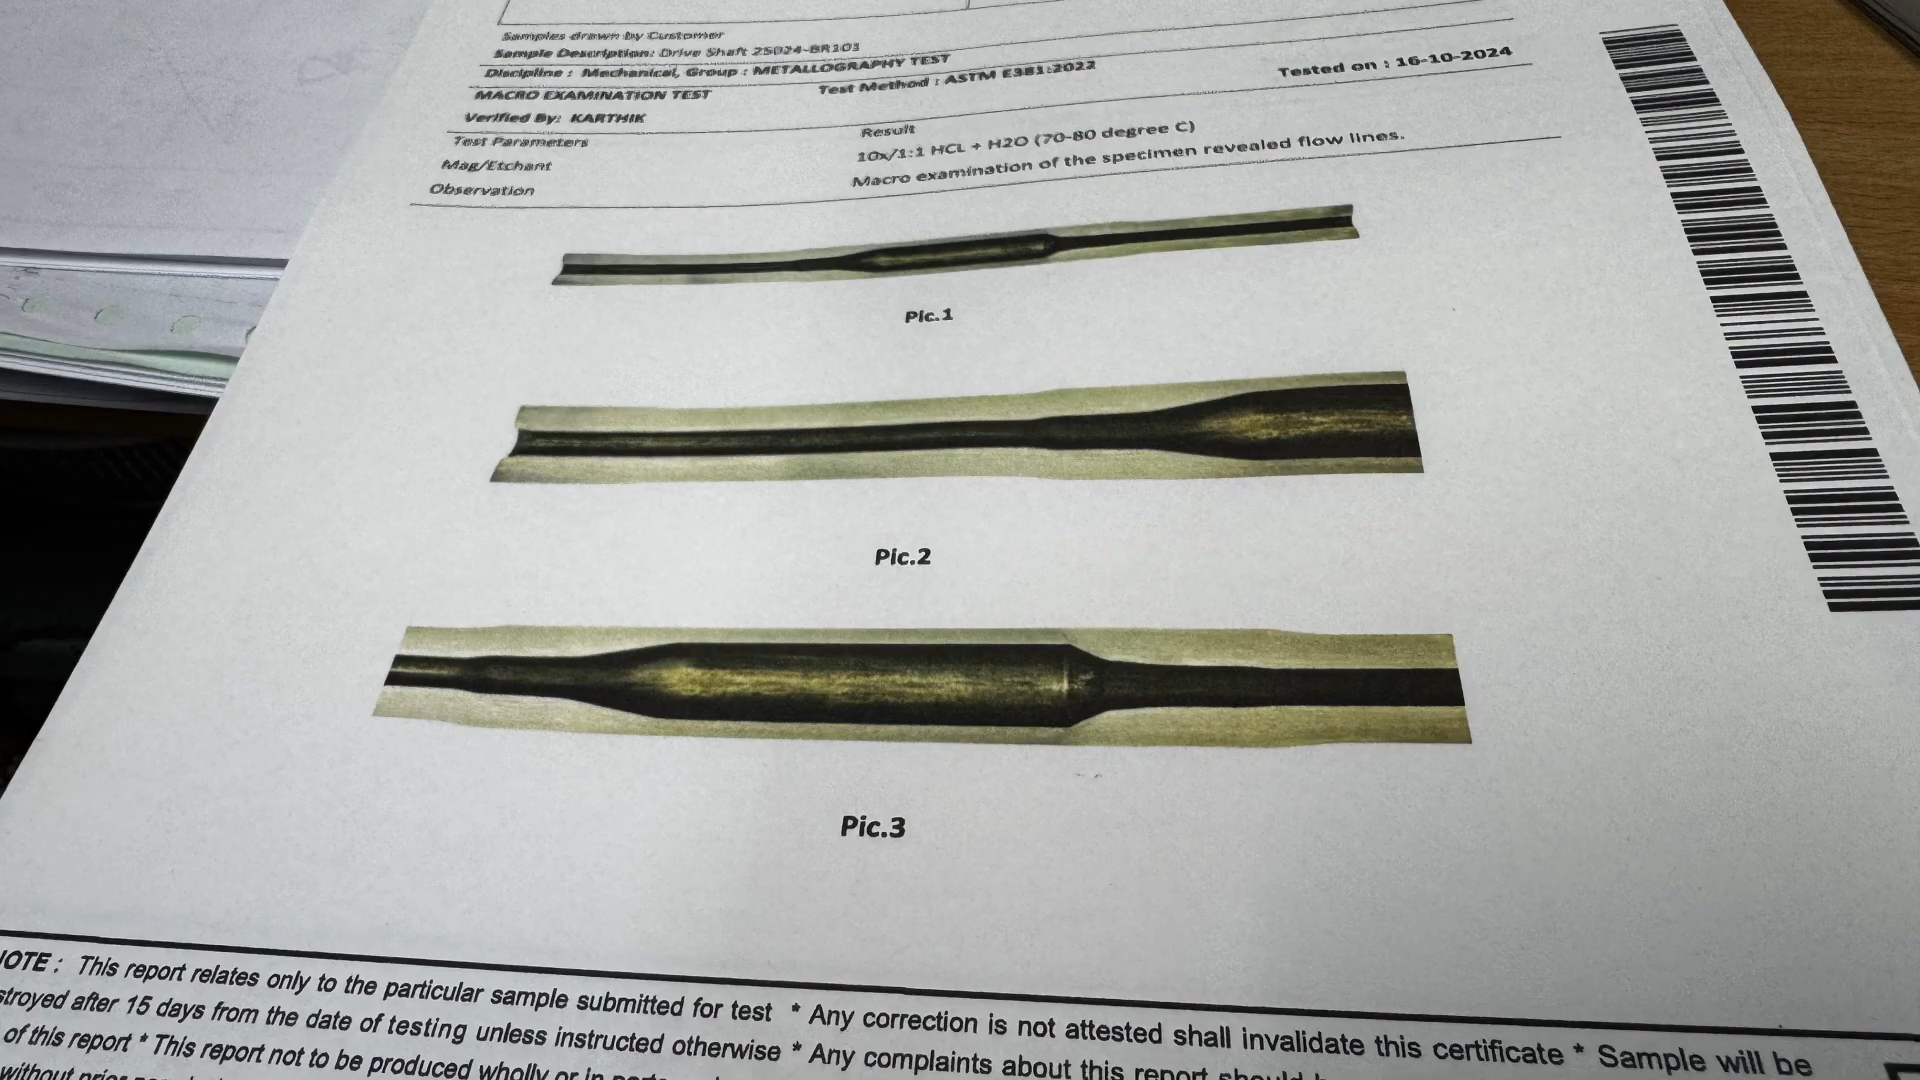 Samples drawn by Customer
Sample Description: Drive Shaft 25D24-BR103
Discipline : Mechanical, Group : METALLOGRAPHY TEST
MACRO EXAMINATION TEST Test Method : ASTM E381:2022 Tested on : 16-10-2024
Verified By: KARTHIK
Test Parameters Result
Mag/Etchant 10x/1:1 HCL + H2O (70-80 degree C)
Observation Macro examination of the specimen revealed flow lines.
Pic.1
Pic.2
Pic.3
NOTE : This report relates only to the particular sample submitted for test * Any correction is not attested shall invalidate this certificate * Sample will be
stroyed after 15 days from the date of testing unless instructed otherwise * Any complaints about this report should
of this report * This report not to be produced wholly or in
without